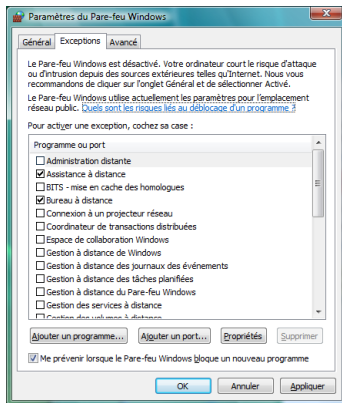 Paramètres du Pare-feu Windows
Général Exceptions Avancé
Le Pare-feu Windows est désactivé. Votre ordinateur court le risque d'attaque
ou d'intrusion depuis des sources extérieures telles qu'Internet. Nous vous
recommandons de cliquer sur l'onglet Général et de sélectionner Activé.
Le Pare-feu Windows utilise actuellement les paramètres pour l'emplacement
réseau public. Quels sont les risques liés au déblocage d'un programme ?
Pour activer une exception, cochez sa case :
Programme ou port
Administration distante
Assistance à distance
BITS - mise en cache des homologues
Bureau à distance
Connexion à un projecteur réseau
Coordinateur de transactions distribuées
Espace de collaboration Windows
Gestion à distance de Windows
Gestion à distance des journaux des événements
Gestion à distance des tâches planifiées
Gestion à distance du Pare-feu Windows
Gestion des services à distance
Gestion des volumes à distance
Ajouter un programme... Ajouter un port... Propriétés Supprimer
Me prévenir lorsque le Pare-feu Windows bloque un nouveau programme
OK Annuler Appliquer